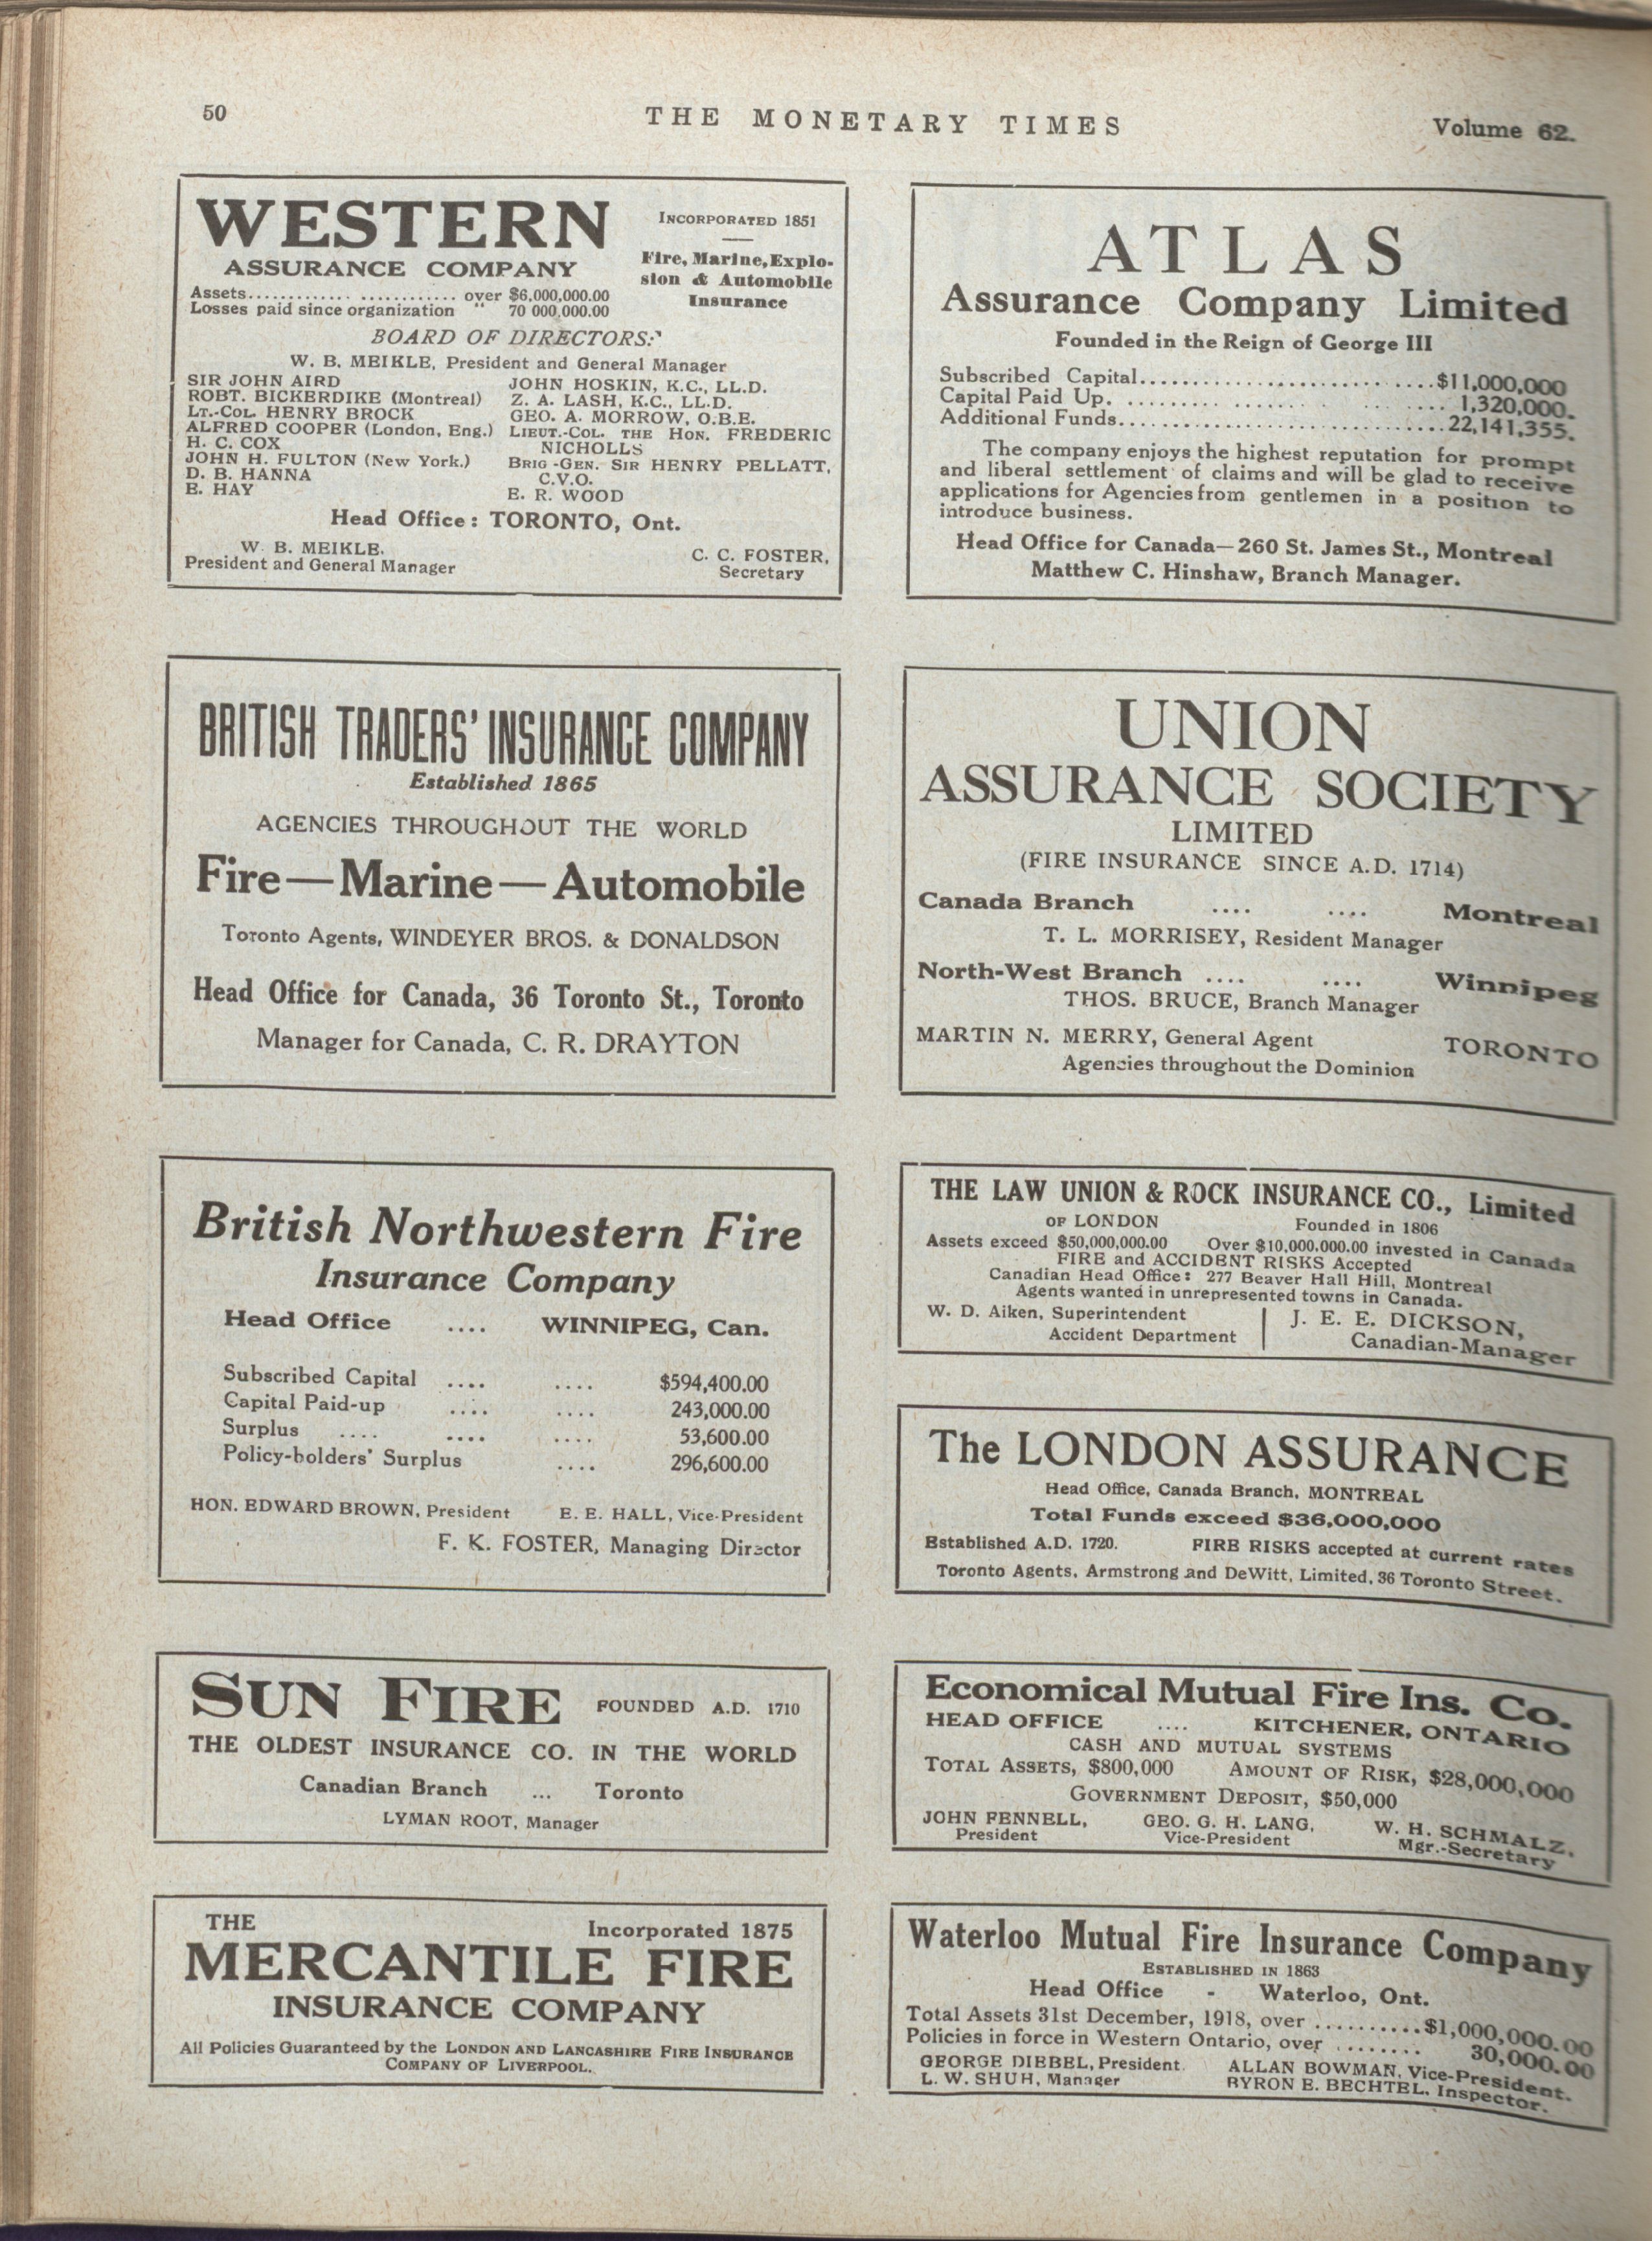 50
THE MONETARY TIMES
Volume 62.
WESTERN
ASSURANCE COMPANY
INCORPORATED 1851
Fire, Marine, Explo-
sion & Automobile
Insurance
Assets............. ............ over $6,000,000.00
Losses paid since organization " 70 000,000.00
BOARD OF DIRECTORS:
W. B. MEIKLE, President and General Manager
SIR JOHN AIRD
ROBT. BICKERDIKE (Montreal)
LT.-COL. HENRY BROCK
ALFRED COOPER (London, Eng.)
H. C. COX
JOHN H. FULTON (New York.)
D. B. HANNA
E. HAY
JOHN HOSKIN, K.C., LL.D.
Z. A. LASH, K.C., LL.D.
GEO. A. MORROW, O.B.E.
LIEUT.-COL. THE HON. FREDERIC
NICHOLLS
BRIG-GEN. SIR HENRY PELLATT,
C.V.O.
E. R. WOOD
Head Office: TORONTO, Ont.
W. B. MEIKLE,
President and General Manager
C. C. FOSTER,
Secretary
BRITISH TRADERS' INSURANCE COMPANY
Established 1865
AGENCIES THROUGHOUT THE WORLD
Fire—Marine—Automobile
Toronto Agents, WINDEYER BROS. & DONALDSON
Head Office for Canada, 36 Toronto St., Toronto
Manager for Canada, C. R. DRAYTON
British Northwestern Fire
Insurance Company
Head Office .... WINNIPEG, Can.
Subscribed Capital .... .... $594,400.00
Capital Paid-up .... .... 243,000.00
Surplus .... .... .... 53,600.00
Policy-holders' Surplus .... 296,600.00
HON. EDWARD BROWN, President E. E. HALL, Vice-President
F. K. FOSTER, Managing Director
SUN FIRE FOUNDED A.D. 1710
THE OLDEST INSURANCE CO. IN THE WORLD
Canadian Branch ... Toronto
LYMAN ROOT, Manager
THE
Incorporated 1875
MERCANTILE FIRE
INSURANCE COMPANY
All Policies Guaranteed by the LONDON AND LANCASHIRE FIRE INSURANCE
COMPANY OF LIVERPOOL.
ATLAS
Assurance Company Limited
Founded in the Reign of George III
Subscribed Capital............................$11,000,000
Capital Paid Up. ........................ 1,320,000.
Additional Funds..............................22,141,355.
The company enjoys the highest reputation for prompt
and liberal settlement of claims and will be glad to receive
applications for Agencies from gentlemen in a position to
introduce business.
Head Office for Canada—260 St. James St., Montreal
Matthew C. Hinshaw, Branch Manager.
UNION
ASSURANCE SOCIETY
LIMITED
(FIRE INSURANCE SINCE A.D. 1714)
Canada Branch .... .... Montreal
T. L. MORRISEY, Resident Manager
North-West Branch .... .... Winnipeg
THOS. BRUCE, Branch Manager
MARTIN N. MERRY, General Agent TORONTO
Agencies throughout the Dominion
THE LAW UNION & ROCK INSURANCE CO., Limited
OF LONDON Founded in 1806
Assets exceed $50,000,000.00 Over $10,000,000.00 invested in Canada
FIRE and ACCIDENT RISKS Accepted
Canadian Head Office: 277 Beaver Hall Hill, Montreal
Agents wanted in unrepresented towns in Canada.
W. D. Aiken, Superintendent
Accident Department
J. E. E. DICKSON,
Canadian-Manager
The LONDON ASSURANCE
Head Office, Canada Branch, MONTREAL
Total Funds exceed $36,000,000
Established A.D. 1720. FIRE RISKS accepted at current rates
Toronto Agents, Armstrong and DeWitt, Limited, 36 Toronto Street.
Economical Mutual Fire Ins. Co.
HEAD OFFICE .... KITCHENER, ONTARIO
CASH AND MUTUAL SYSTEMS
TOTAL ASSETS, $800,000 AMOUNT OF RISK, $28,000,000
GOVERNMENT DEPOSIT, $50,000
JOHN FENNELL,
President
GEO. G. H. LANG,
Vice-President
W. H. SCHMALZ,
Mgr.-Secretary
Waterloo Mutual Fire Insurance Company
ESTABLISHED IN 1863
Head Office - Waterloo, Ont.
Total Assets 31st December, 1918, over ..........$1,000,000.00
Policies in force in Western Ontario, over ........ 30,000.00
GEORGE DIEBEL, President. ALLAN BOWMAN, Vice-President.
L. W. SHUH, Manager BYRON E. BECHTEL, Inspector.